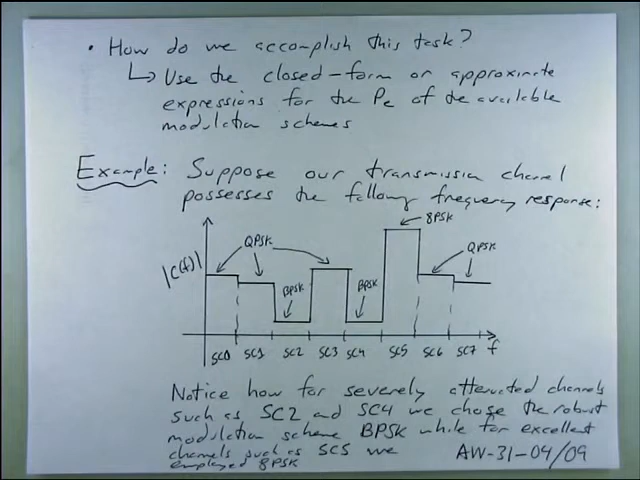 • How do we accomplish this task?
↳ Use the closed-form or approximate
expressions for the Pe of the available
modulation schemes
Example: Suppose our transmission channel
possesses the following frequency response:
8PSK
QPSK
QPSK
|C(f)|
BPSK
BPSK
SC0 SC1 SC2 SC3 SC4 SC5 SC6 SC7 f
Notice how for severely attenuated channels
such as SC2 and SC4 we chose the robust
modulation scheme BPSK while for excellent
channels such as SC5 we
employed 8PSK
AW-31-04/09